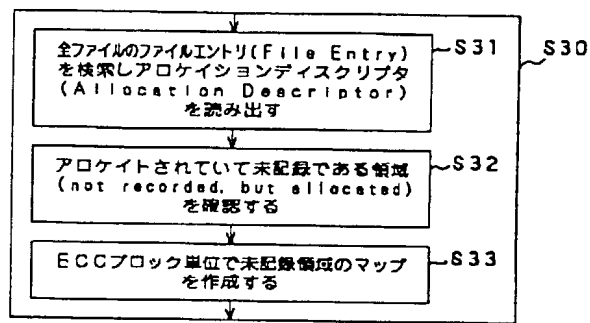 全ファイルのファイルエントリ(File Entry)
を検索しアロケイションディスクリプタ
(Allocation Descriptor)
を読み出す
S31
S30
アロケイトされていて未記録である領域
(not recorded, but allocated)
を確認する
S32
ECCブロック単位で未記録領域のマップ
を作成する
S33